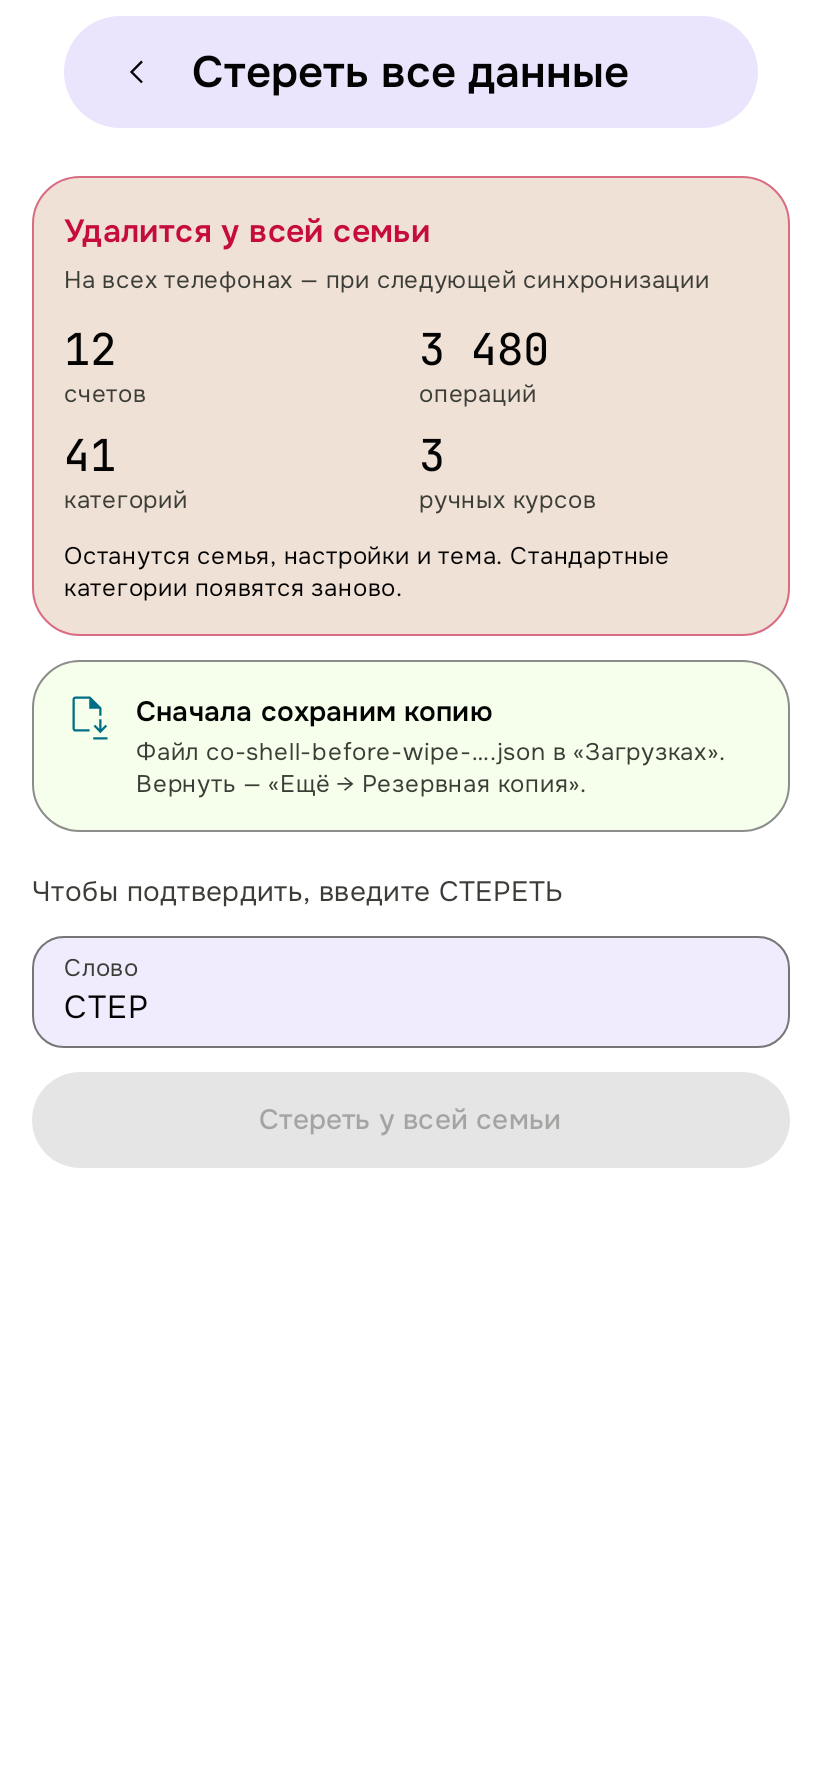 Стереть все данные
Удалится у всей семьи
На всех телефонах — при следующей синхронизации
12
счетов
3 480
операций
41
категорий
3
ручных курсов
Останутся семья, настройки и тема. Стандартные
категории появятся заново.
Сначала сохраним копию
Файл co-shell-before-wipe-….json в «Загрузках».
Вернуть — «Ещё → Резервная копия».
Чтобы подтвердить, введите СТЕРЕТЬ
Слово
СТЕР
Стереть у всей семьи